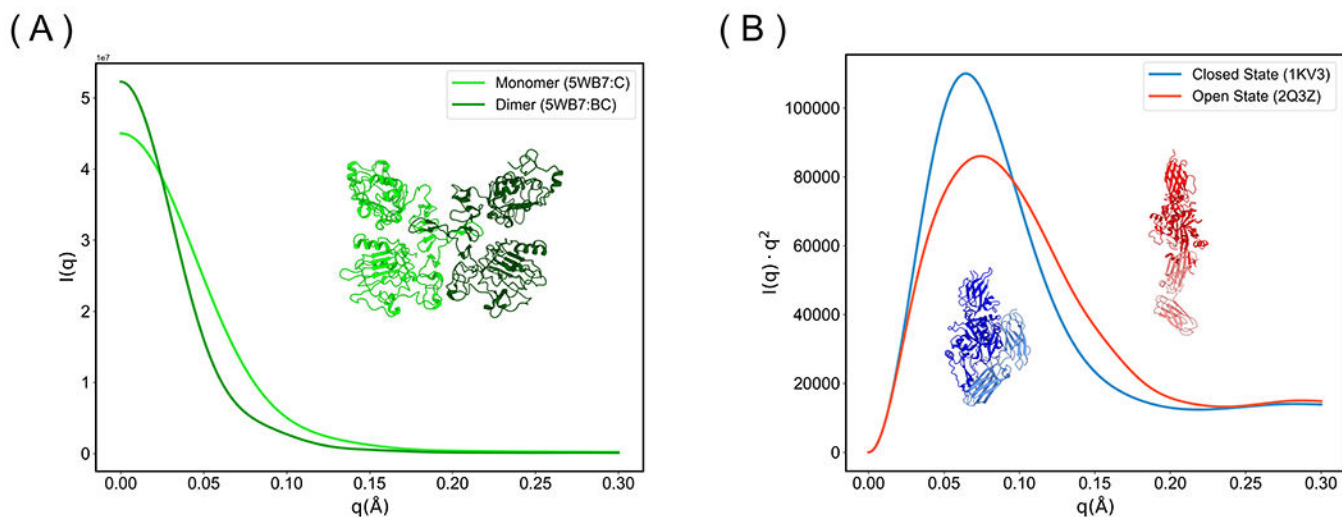 ( A )
1e7
Monomer (5WB7:C)
Dimer (5WB7:BC)
5
4
3
2
1
0
I(q)
0.00 0.05 0.10 0.15 0.20 0.25 0.30
q(Å)
( B )
Closed State (1KV3)
Open State (2Q3Z)
100000
80000
60000
40000
20000
0
I(q) · q²
0.00 0.05 0.10 0.15 0.20 0.25 0.30
q(Å)